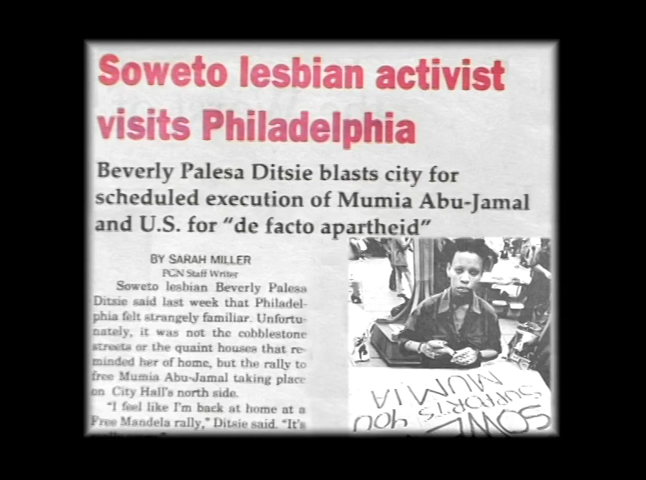 Soweto lesbian activist
visits Philadelphia
Beverly Palesa Ditsie blasts city for
scheduled execution of Mumia Abu-Jamal
and U.S. for “de facto apartheid”
BY SARAH MILLER
PGN Staff Writer
Soweto lesbian Beverly Palesa
Ditsie said last week that Philadel-
phia felt strangely familiar. Unfortu-
nately, it was not the cobblestone
streets or the quaint houses that re-
minded her of home, but the rally to
free Mumia Abu-Jamal taking place
on City Hall's north side.
“I feel like I'm back at home at a
Free Mandela rally,” Ditsie said. “It's
SOWE
SUPPORTS YOU
MUMIA